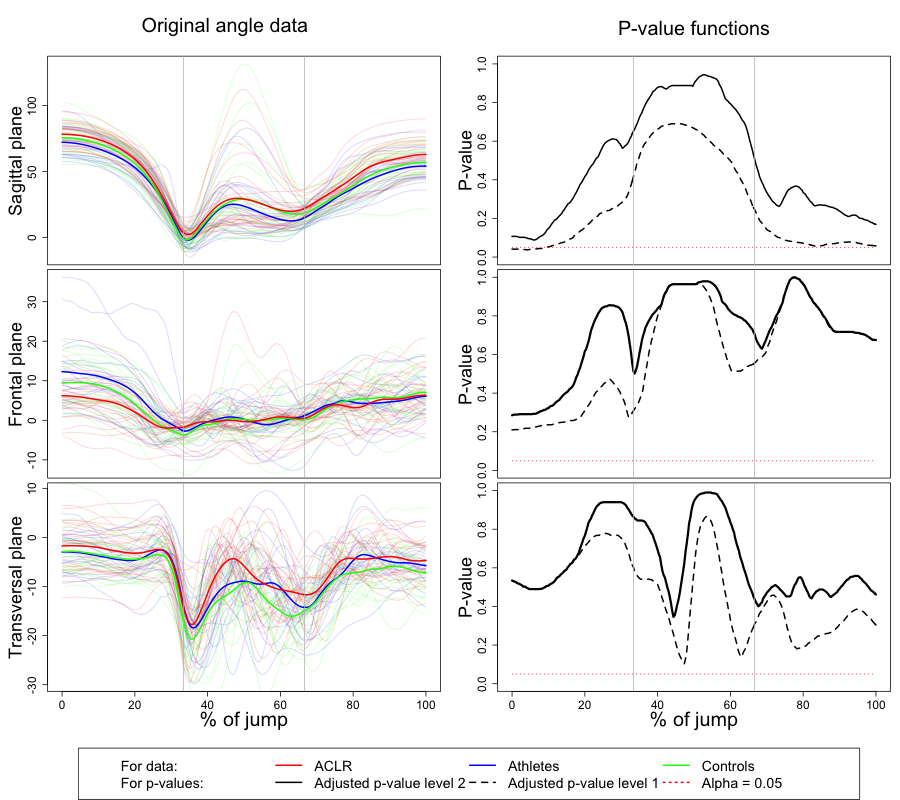 Original angle data
P-value functions
Sagittal plane
0
50
100
P-value
0.0
0.2
0.4
0.6
0.8
1.0
Frontal plane
-10
0
10
20
30
P-value
0.0
0.2
0.4
0.6
0.8
1.0
Transversal plane
-30
-20
-10
0
10
P-value
0.0
0.2
0.4
0.6
0.8
1.0
0 20 40 60 80 100
0 20 40 60 80 100
% of jump
% of jump
For data: ACLR Athletes Controls
For p-values: Adjusted p-value level 2 Adjusted p-value level 1 Alpha = 0.05